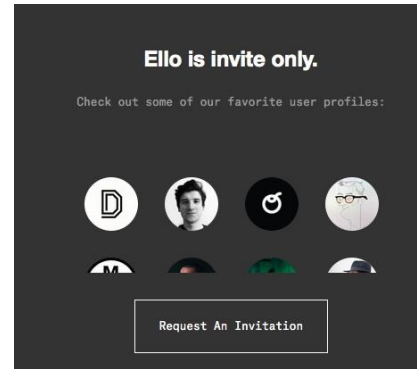 Ello is invite only.
Check out some of our favorite user profiles:
D
M
Request An Invitation